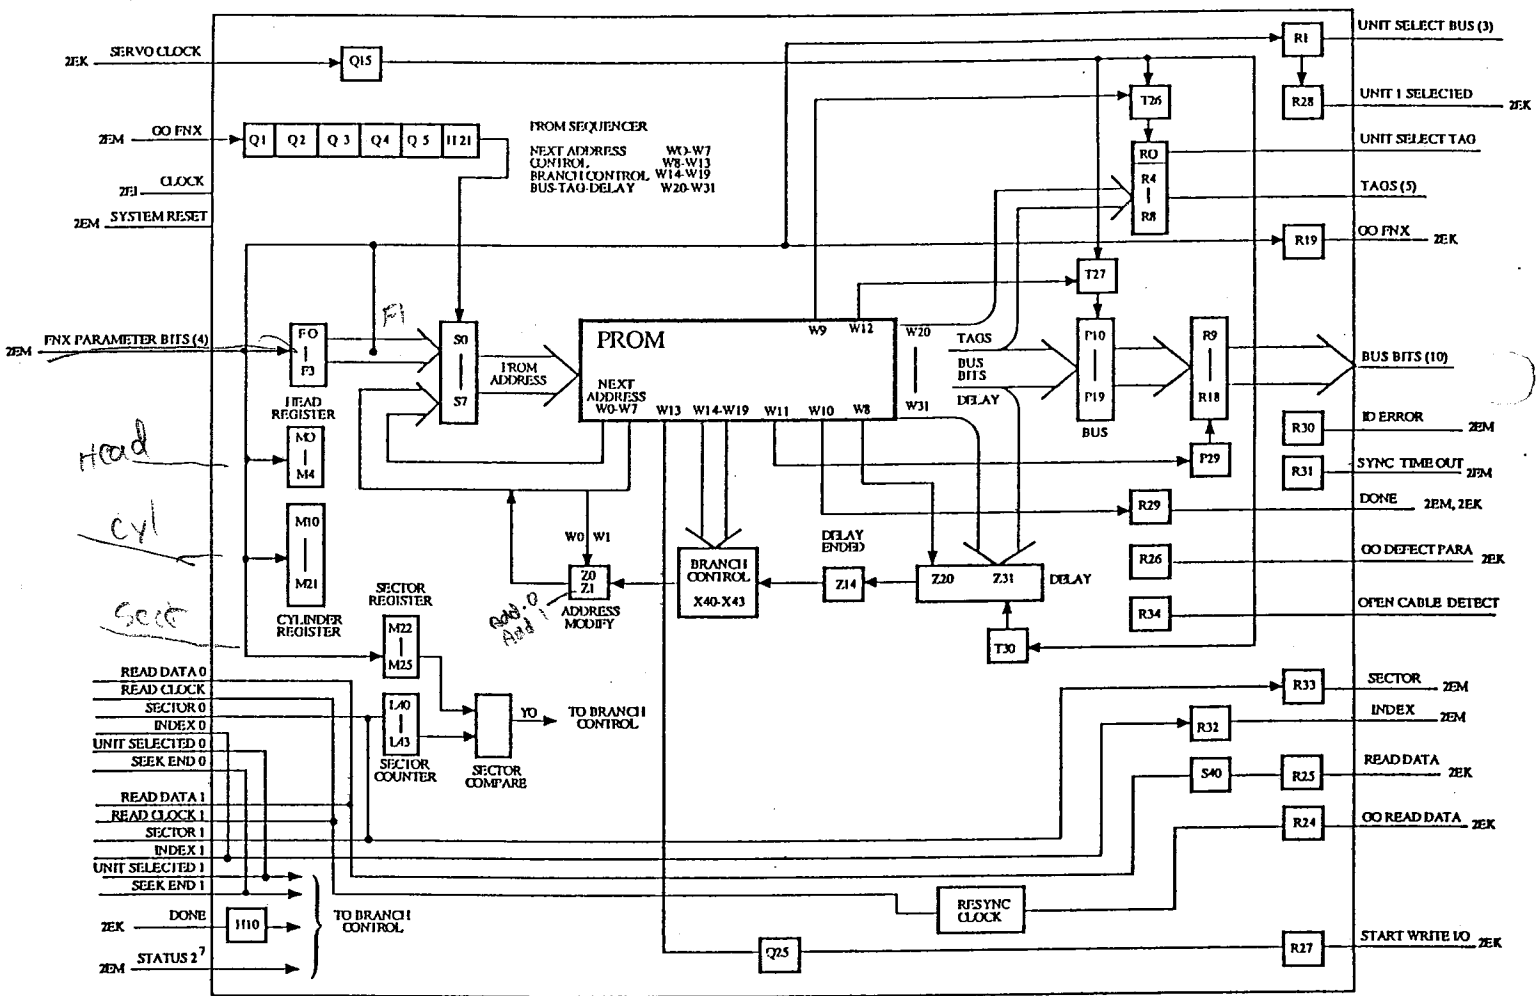 SERVO CLOCK
2EK
Q15
GO FNX
2EM
Q1 Q2 Q3 Q4 Q5 H21
CLOCK
2EI
SYSTEM RESET
2EM
PROM SEQUENCER
NEXT ADDRESS W0-W7
CONTROL W8-W13
BRANCH CONTROL W14-W19
BUS-TAG-DELAY W20-W31
R1
UNIT SELECT BUS (3)
R28
UNIT 1 SELECTED
2EK
T26
UNIT SELECT TAG
R0
R4
R8
TAGS (5)
R19
GO FNX
2EK
T27
FNX PARAMETER BITS (4)
2EM
F0
F3
F1
S0
S7
PROM
ADDRESS
PROM
W9
W12
NEXT
ADDRESS
W0-W7
W13
W14-W19
W11
W10
W8
W20
W31
TAGS
BUS
BITS
DELAY
P10
P19
BUS
R9
R18
P29
BUS BITS (10)
R30
ID ERROR
2EM
R31
SYNC TIME OUT
2EM
R29
DONE
2EM, 2EK
R26
GO DEFECT PARA
2EK
R34
OPEN CABLE DETECT
HEAD
REGISTER
M0
M4
Head
Cyl
M10
M21
CYLINDER
REGISTER
Sect
SECTOR
REGISTER
M22
M25
W0
W1
Z0
Z1
ADDRESS
MODIFY
Add.0
Add 1
BRANCH
CONTROL
X40-X43
DELAY
ENDED
Z14
Z20
Z31
DELAY
T30
READ DATA 0
READ CLOCK
SECTOR 0
INDEX 0
UNIT SELECTED 0
SEEK END 0
L40
L43
SECTOR
COUNTER
SECTOR
COMPARE
Y0
TO BRANCH
CONTROL
READ DATA 1
READ CLOCK 1
SECTOR 1
INDEX 1
UNIT SELECTED 1
SEEK END 1
DONE
2EK
H10
STATUS 2⁷
2EM
TO BRANCH
CONTROL
R33
SECTOR
2EM
R32
INDEX
2EM
S40
R25
READ DATA
2EK
R24
GO READ DATA
2EK
RESYNC
CLOCK
Q25
R27
START WRITE I/O
2EK